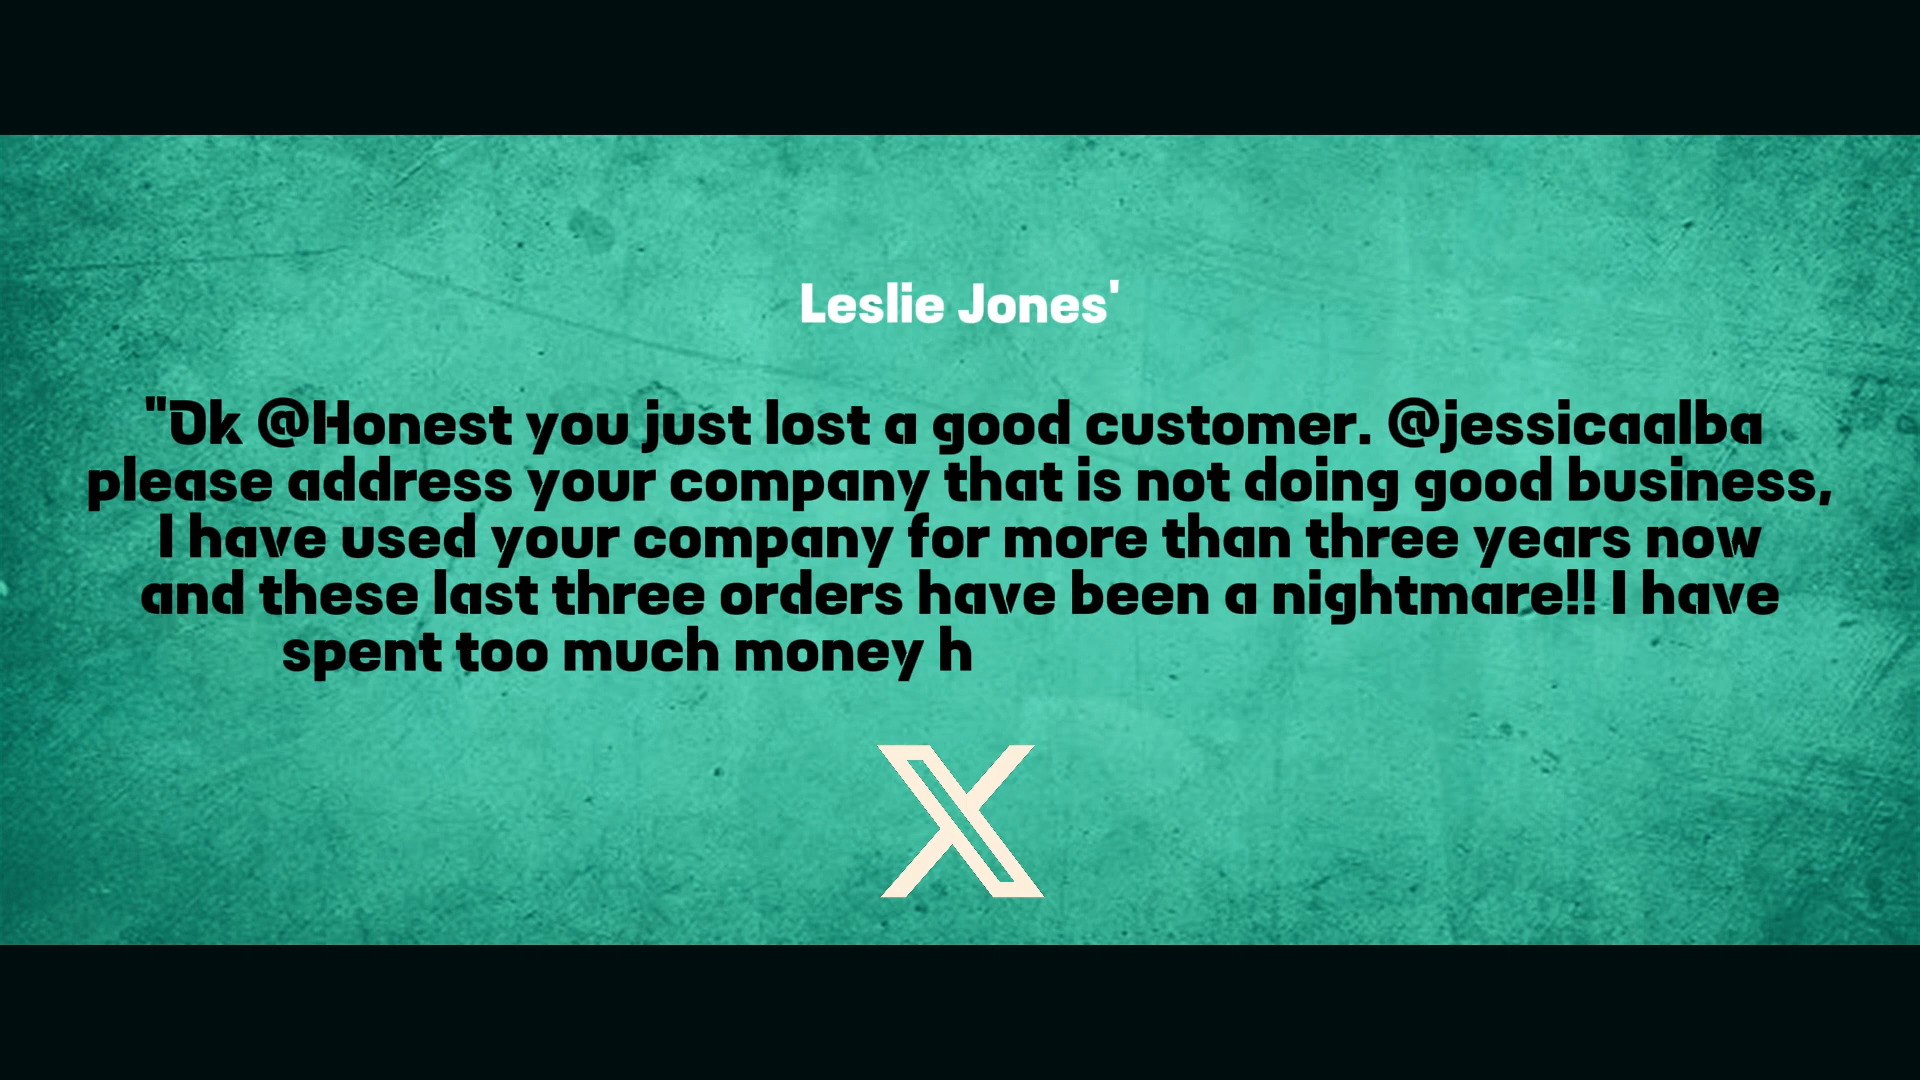 Leslie Jones'
"Ok @Honest you just lost a good customer. @jessicaalba
please address your company that is not doing good business,
I have used your company for more than three years now
and these last three orders have been a nightmare!! I have
spent too much money h